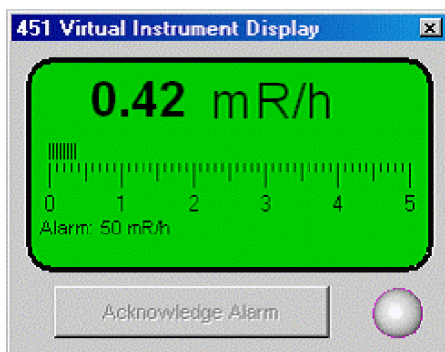 451 Virtual Instrument Display
0.42 mR/h
0 1 2 3 4 5
Alarm: 50 mR/h
Acknowledge Alarm